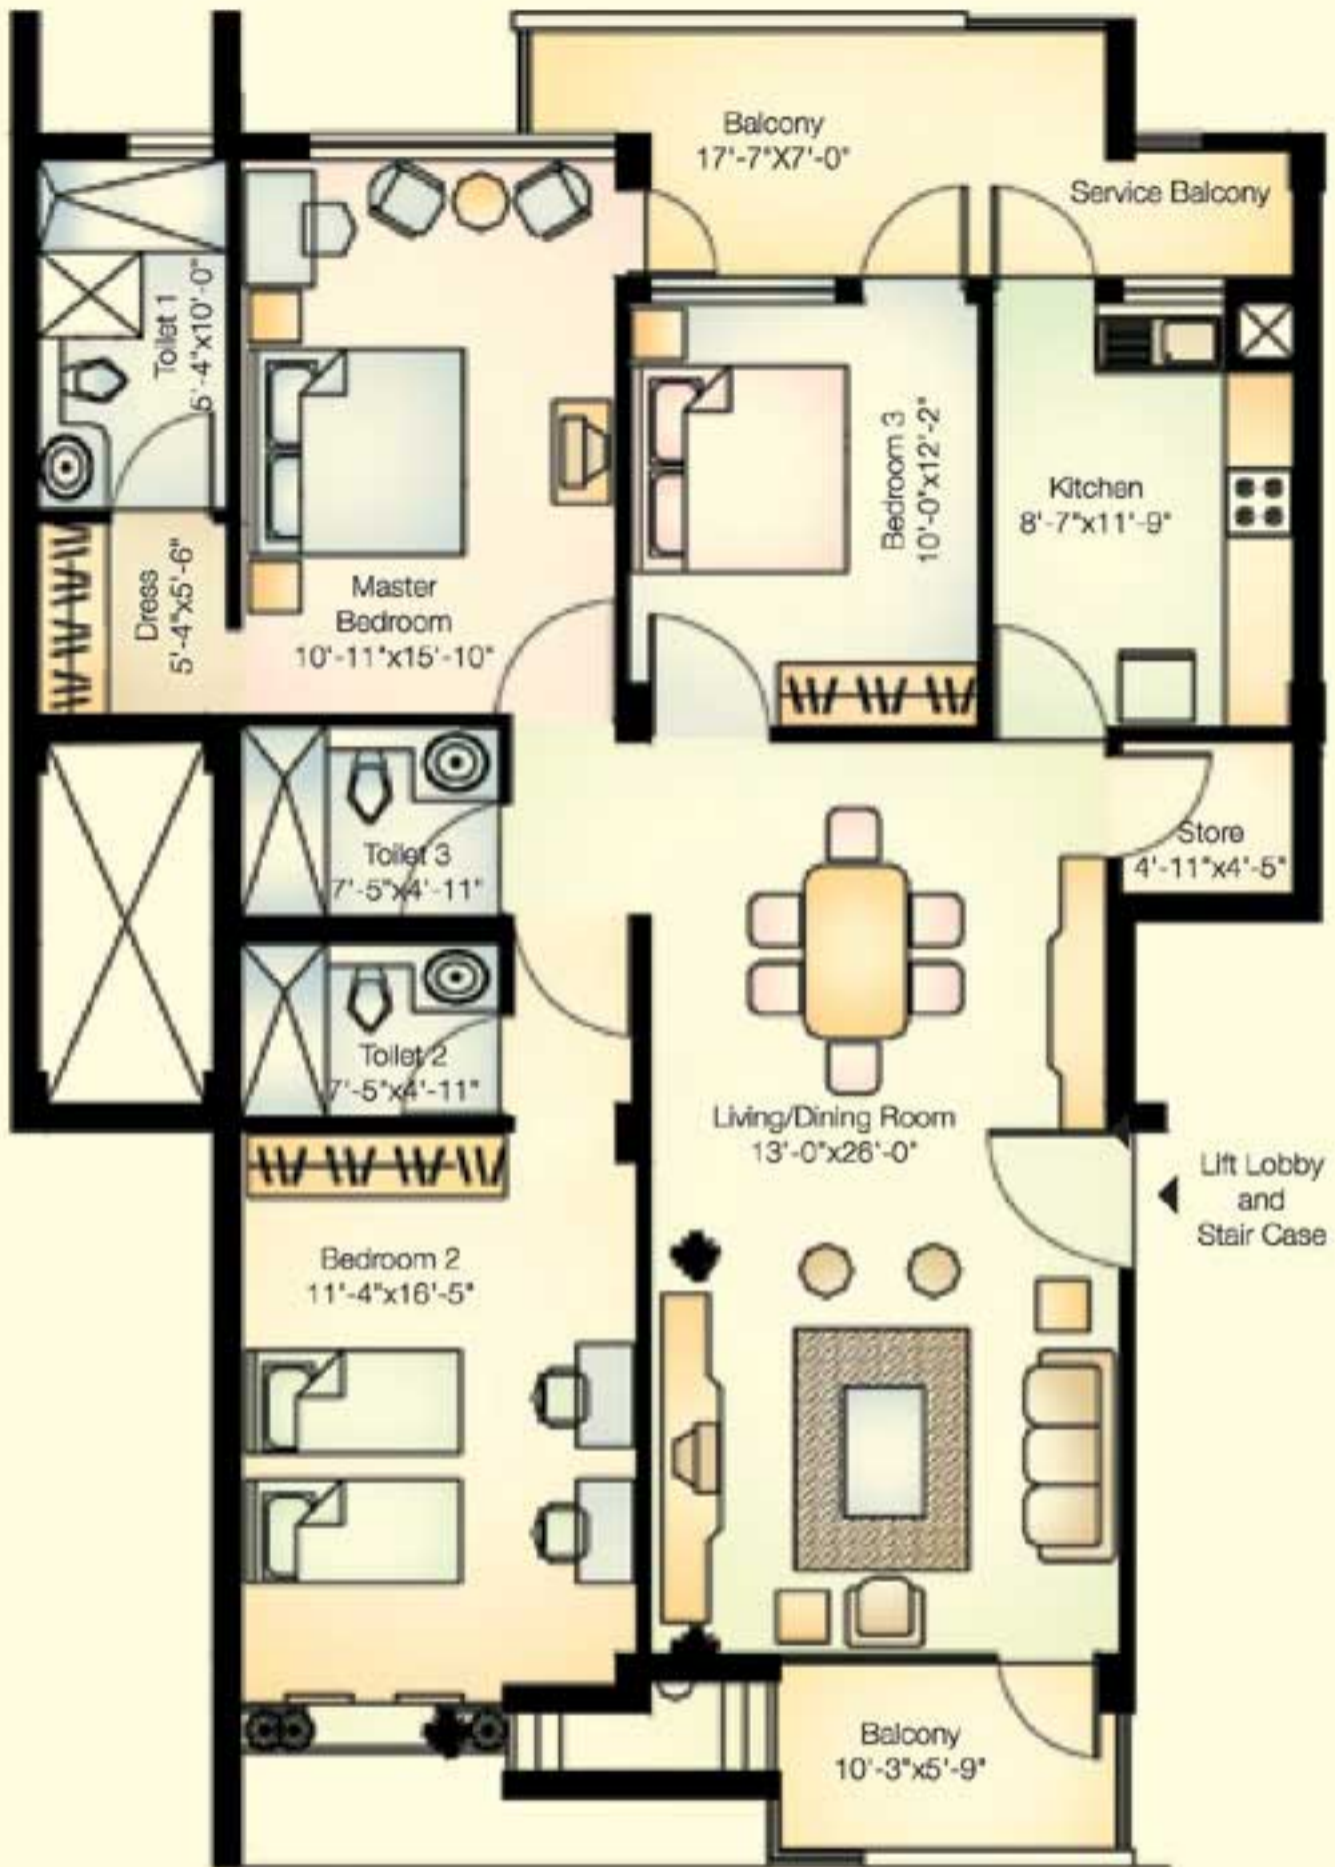 Balcony
17'-7"X7'-0"
Service Balcony
Toilet 1
5'-4"x10'-0"
Dress
5'-4"x5'-6"
Master
Bedroom
10'-11"x15'-10"
Bedroom 3
10'-0"x12'-2"
Kitchen
8'-7"x11'-9"
Store
4'-11"x4'-5"
Toilet 3
7'-5"x4'-11"
Toilet 2
7'-5"x4'-11"
Living/Dining Room
13'-0"x26'-0"
Lift Lobby
and
Stair Case
Bedroom 2
11'-4"x16'-5"
Balcony
10'-3"x5'-9"